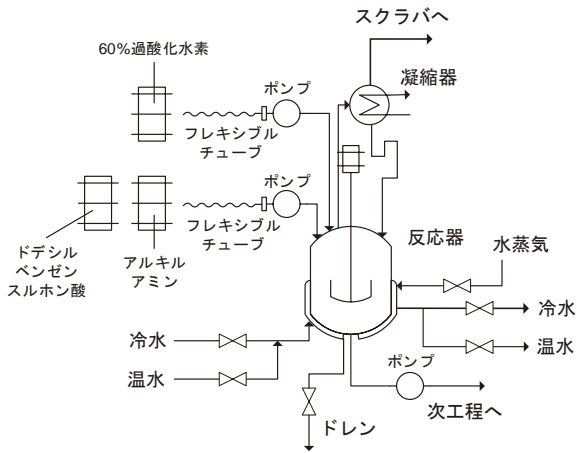 スクラバへ
60%過酸化水素
凝縮器
ポンプ
フレキシブル
チューブ
ポンプ
フレキシブル
チューブ
ドデシル
ベンゼン
スルホン酸
アルキル
アミン
反応器
水蒸気
冷水
温水
冷水
温水
ポンプ
次工程へ
ドレン